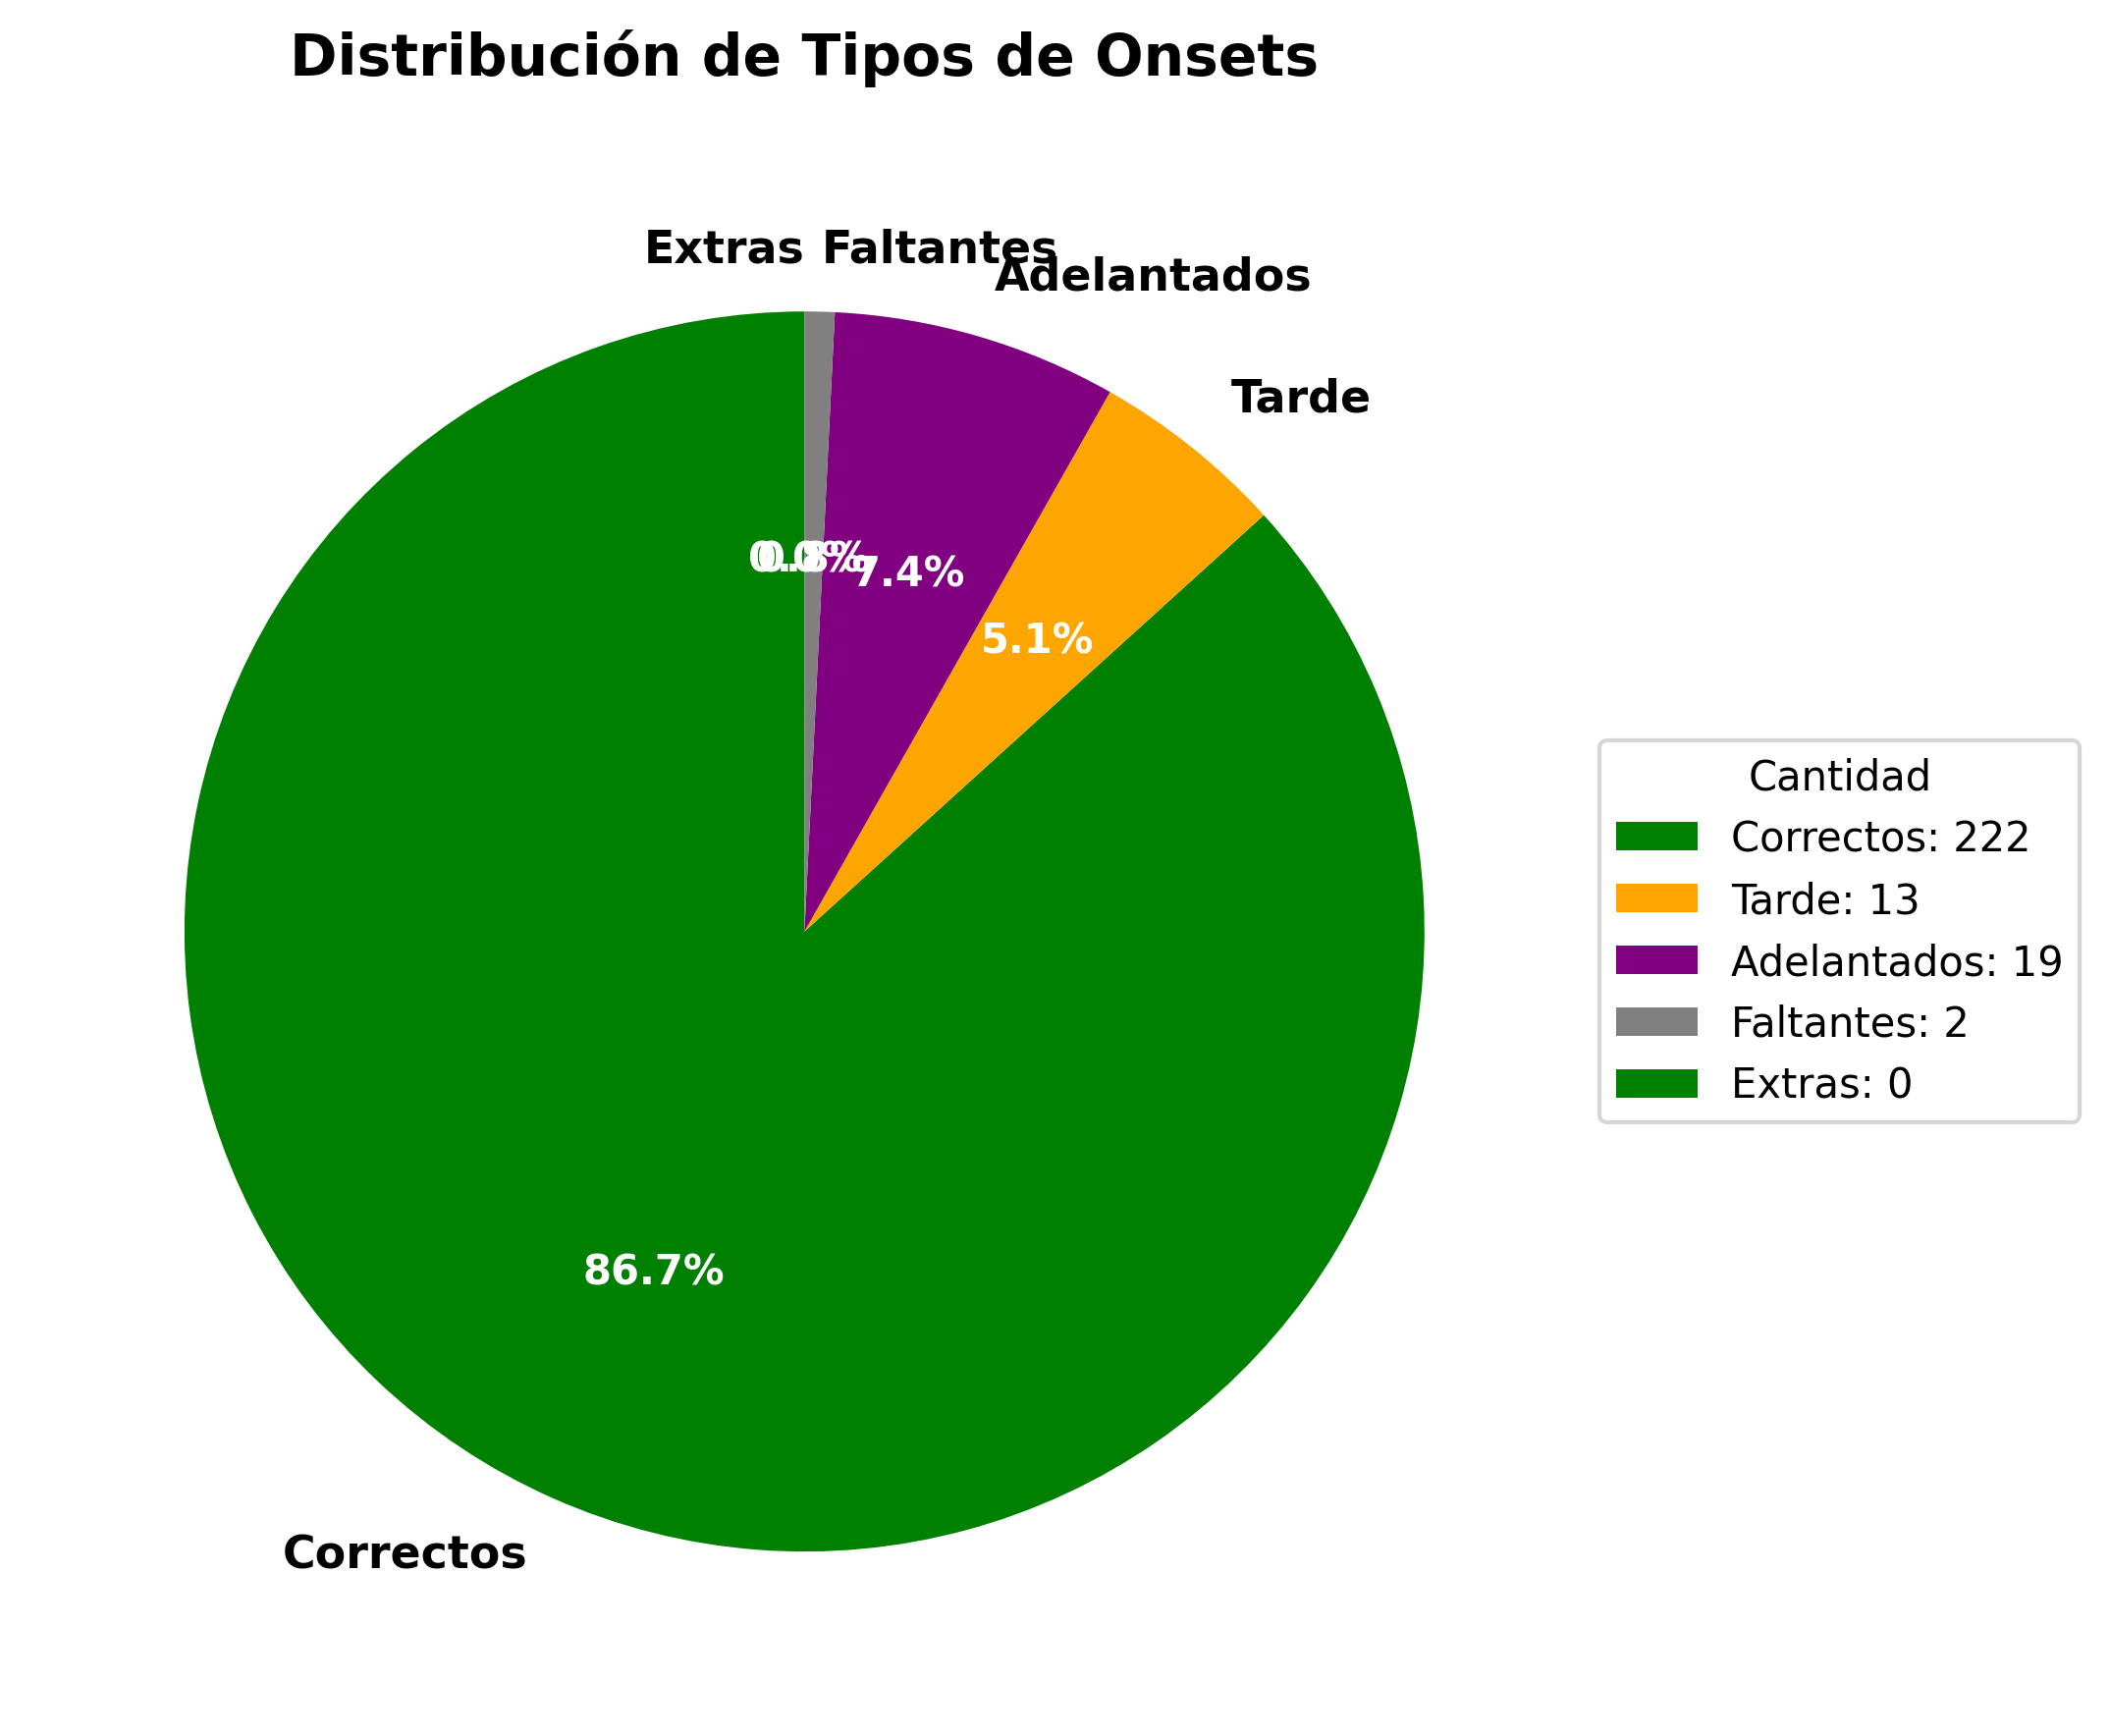 Distribución de Tipos de Onsets
Extras
Faltantes
Adelantados
Tarde
7.4%
5.1%
86.7%
Correctos
Cantidad
Correctos: 222
Tarde: 13
Adelantados: 19
Faltantes: 2
Extras: 0